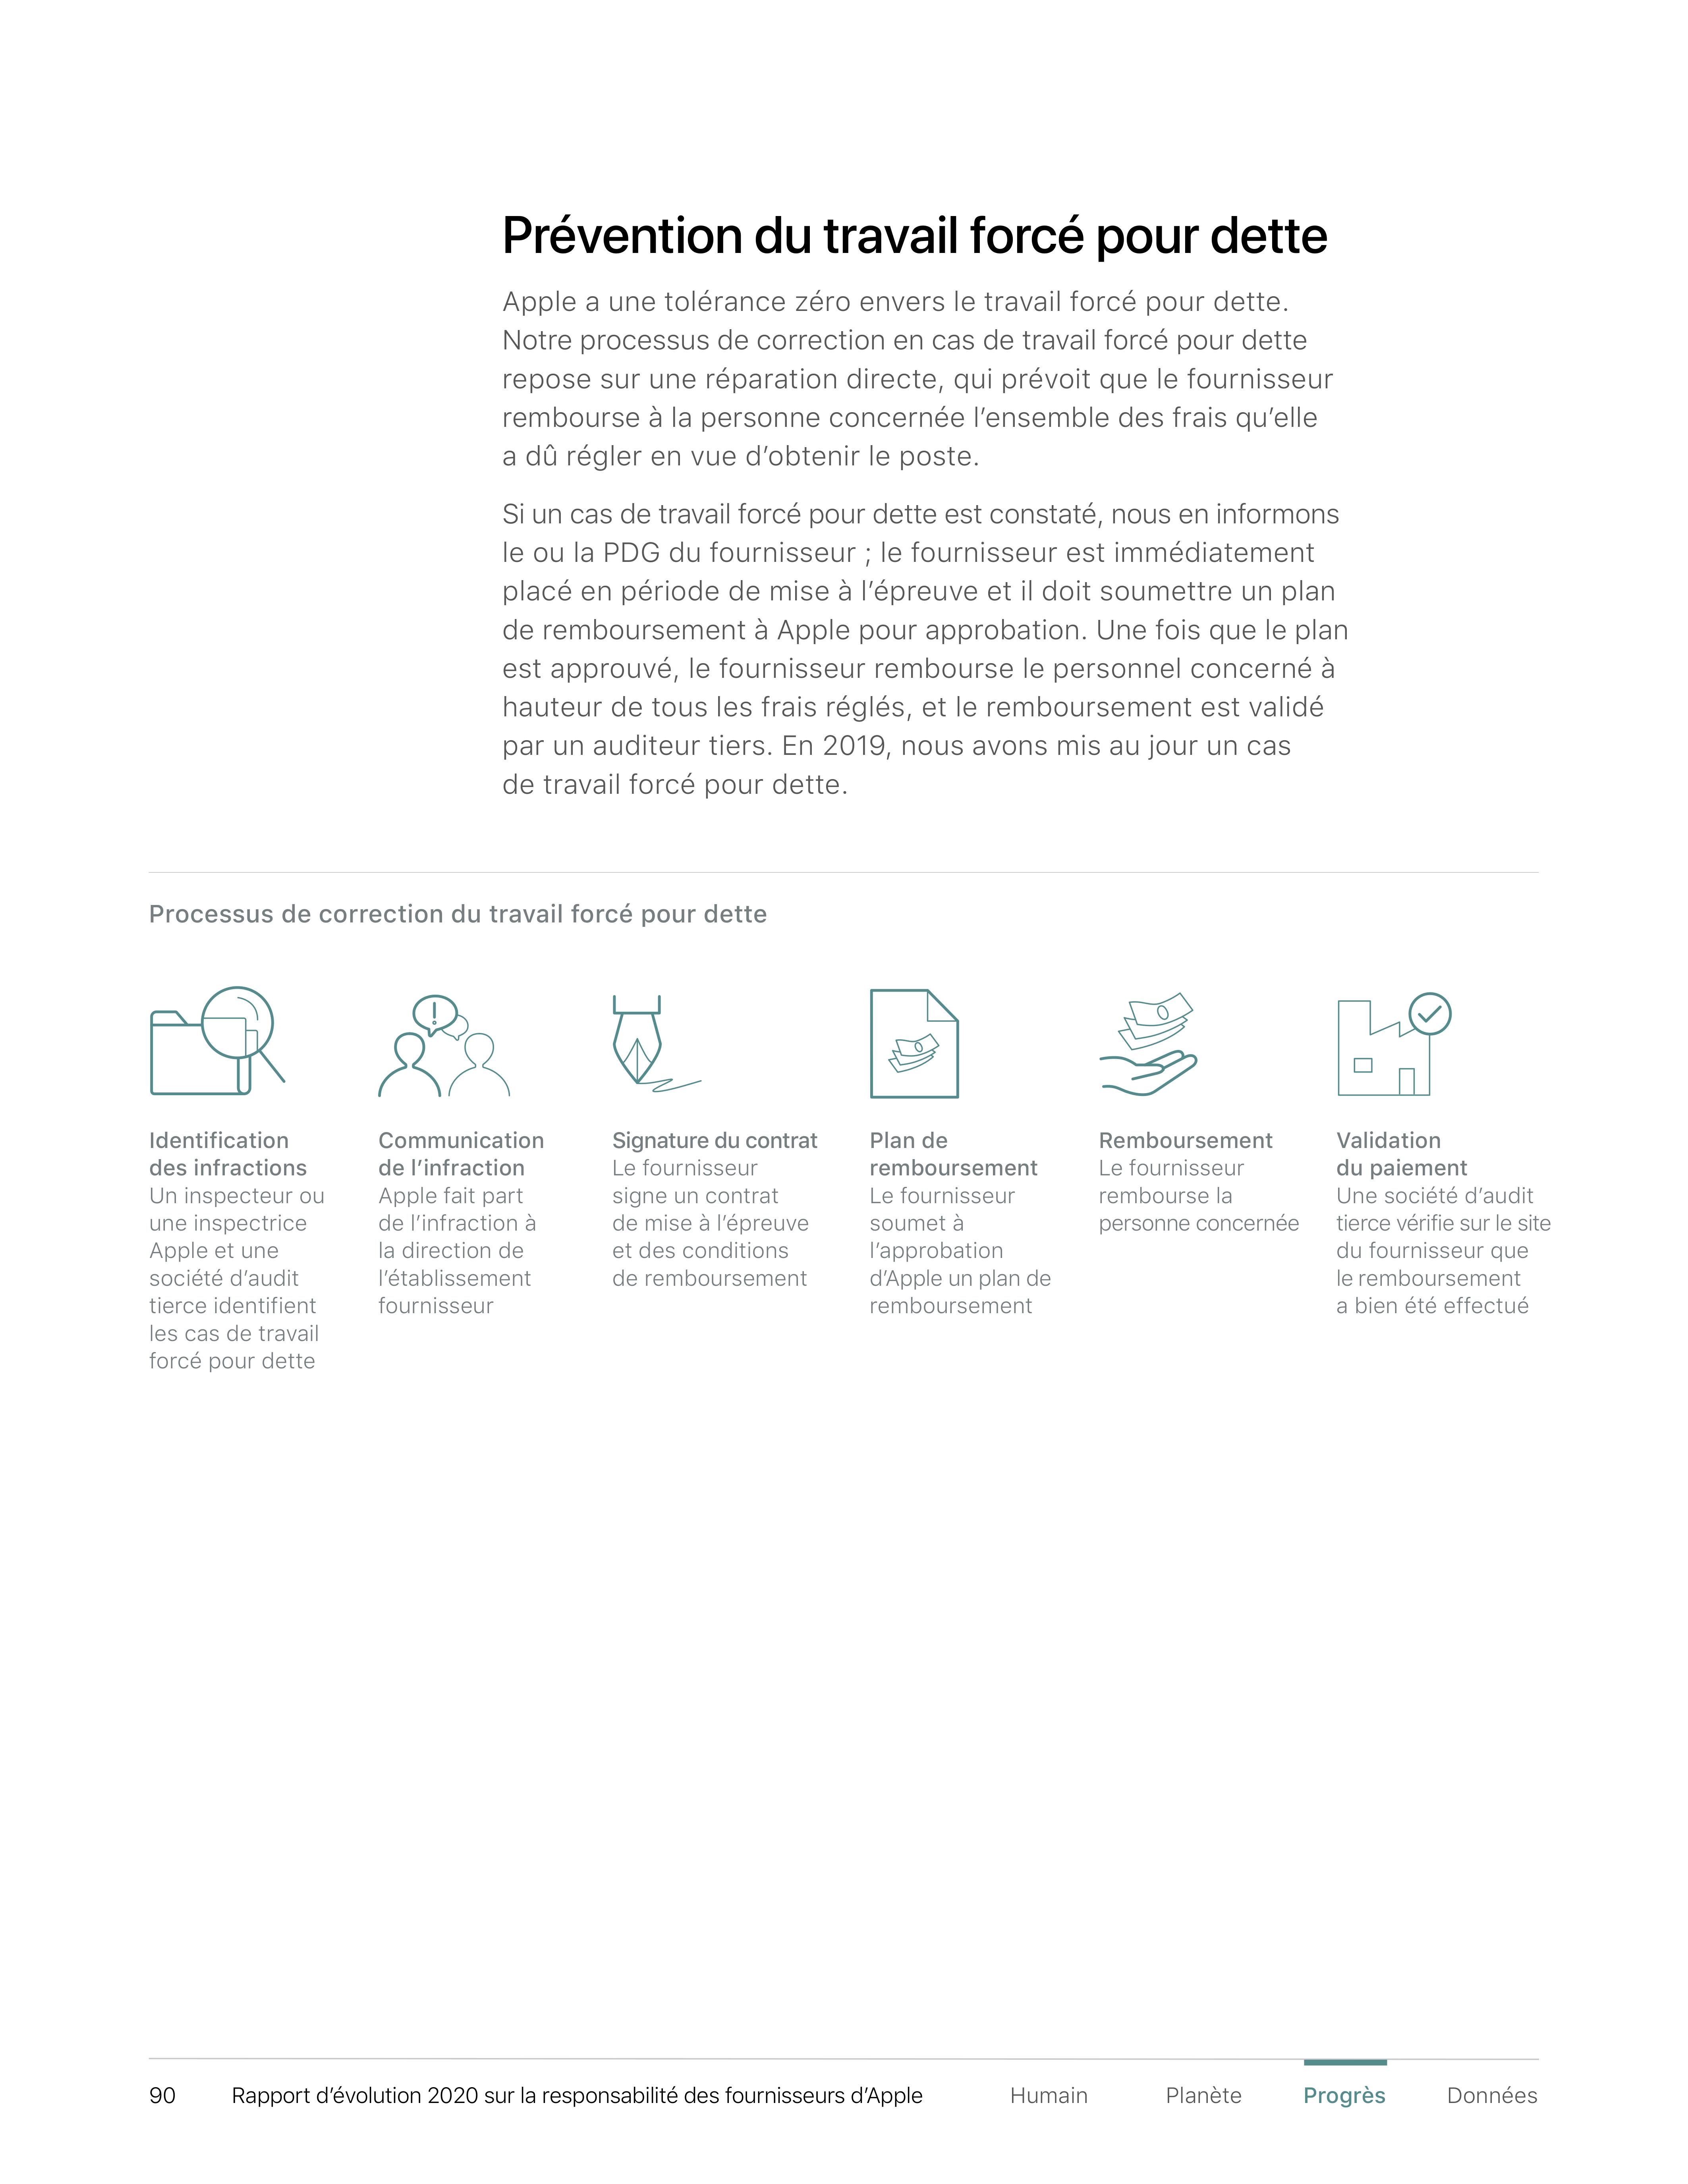 Prévention du travail forcé pour dette
Apple a une tolérance zéro envers le travail forcé pour dette.
Notre processus de correction en cas de travail forcé pour dette
repose sur une réparation directe, qui prévoit que le fournisseur
rembourse à la personne concernée l’ensemble des frais qu’elle
a dû régler en vue d’obtenir le poste.
Si un cas de travail forcé pour dette est constaté, nous en informons
le ou la PDG du fournisseur ; le fournisseur est immédiatement
placé en période de mise à l’épreuve et il doit soumettre un plan
de remboursement à Apple pour approbation. Une fois que le plan
est approuvé, le fournisseur rembourse le personnel concerné à
hauteur de tous les frais réglés, et le remboursement est validé
par un auditeur tiers. En 2019, nous avons mis au jour un cas
de travail forcé pour dette.
Processus de correction du travail forcé pour dette
Identification
des infractions
Un inspecteur ou
une inspectrice
Apple et une
société d’audit
tierce identifient
les cas de travail
forcé pour dette
Communication
de l’infraction
Apple fait part
de l’infraction à
la direction de
l’établissement
fournisseur
Signature du contrat
Le fournisseur
signe un contrat
de mise à l’épreuve
et des conditions
de remboursement
Plan de
remboursement
Le fournisseur
soumet à
l’approbation
d’Apple un plan de
remboursement
Remboursement
Le fournisseur
rembourse la
personne concernée
Validation
du paiement
Une société d’audit
tierce vérifie sur le site
du fournisseur que
le remboursement
a bien été effectué
90 Rapport d’évolution 2020 sur la responsabilité des fournisseurs d’Apple Humain Planète Progrès Données